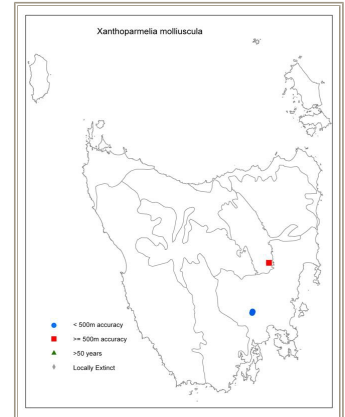 Xanthoparmelia molliuscula
< 500m accuracy
>= 500m accuracy
>50 years
Locally Extinct